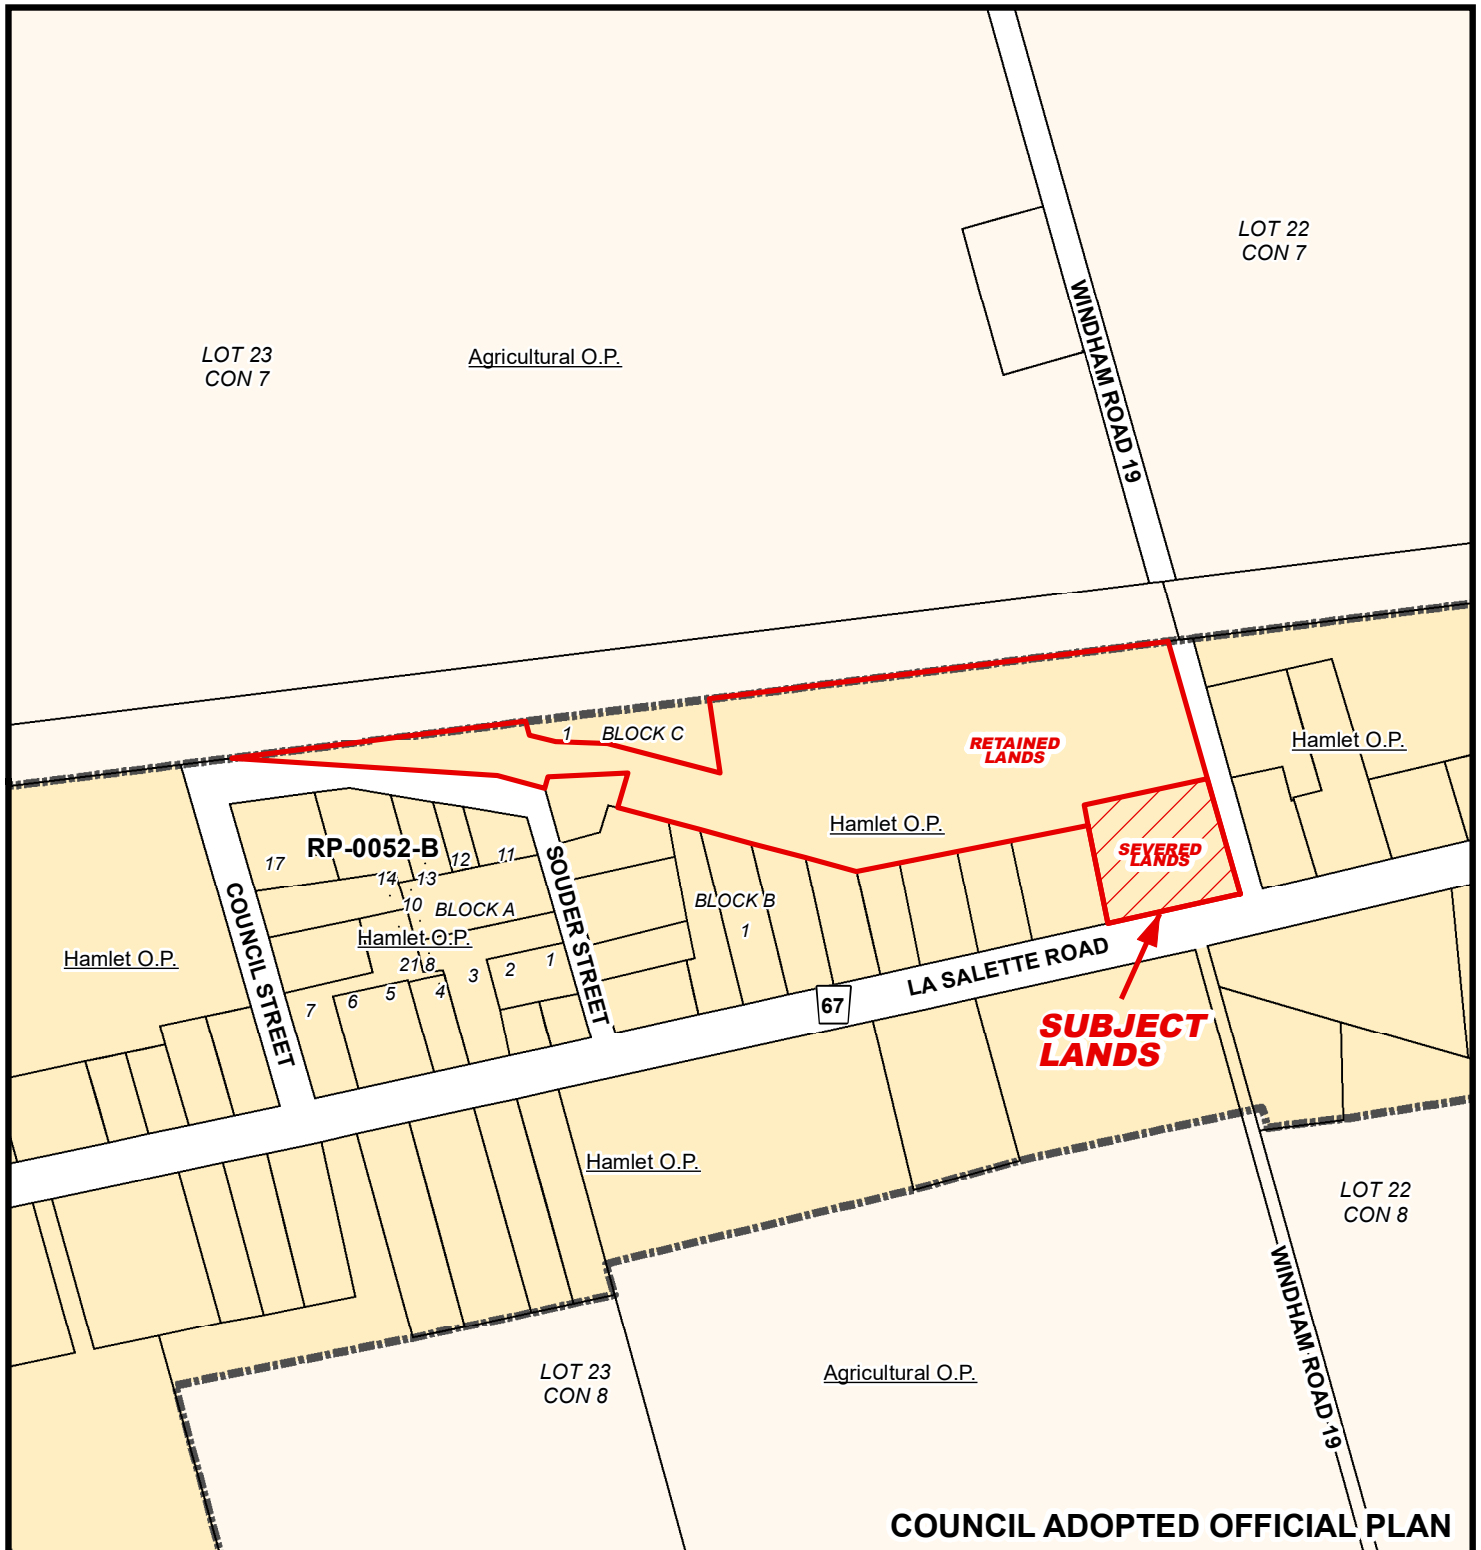 LOT 22
CON 7
WINDHAM ROAD 19
LOT 23
CON 7
Agricultural O.P.
1 BLOCK C
RETAINED
LANDS
Hamlet O.P.
Hamlet O.P.
SEVERED
LANDS
RP-0052-B
17
14
13
12
11
10
BLOCK A
BLOCK B
1
Hamlet O.P.
Hamlet O.P.
21 8
7
6
5
4
3
2
1
COUNCIL STREET
SOUDER STREET
LA SALETTE ROAD
67
SUBJECT
LANDS
Hamlet O.P.
LOT 22
CON 8
WINDHAM ROAD 19
LOT 23
CON 8
Agricultural O.P.
COUNCIL ADOPTED OFFICIAL PLAN